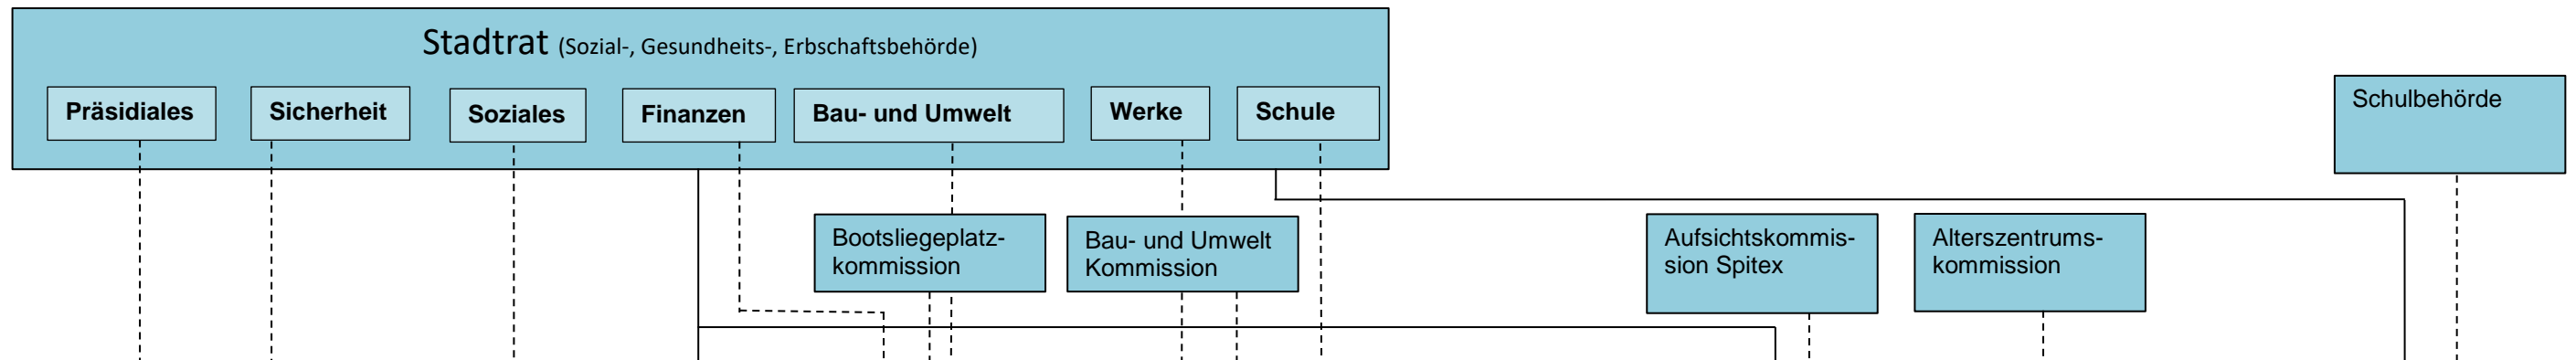 Stadtrat (Sozial-, Gesundheits-, Erbschaftsbehörde)
Präsidiales
Sicherheit
Soziales
Finanzen
Bau- und Umwelt
Werke
Schule
Schulbehörde
Bootsliegeplatz-
kommission
Bau- und Umwelt
Kommission
Aufsichtskommis-
sion Spitex
Alterszentrums-
kommission